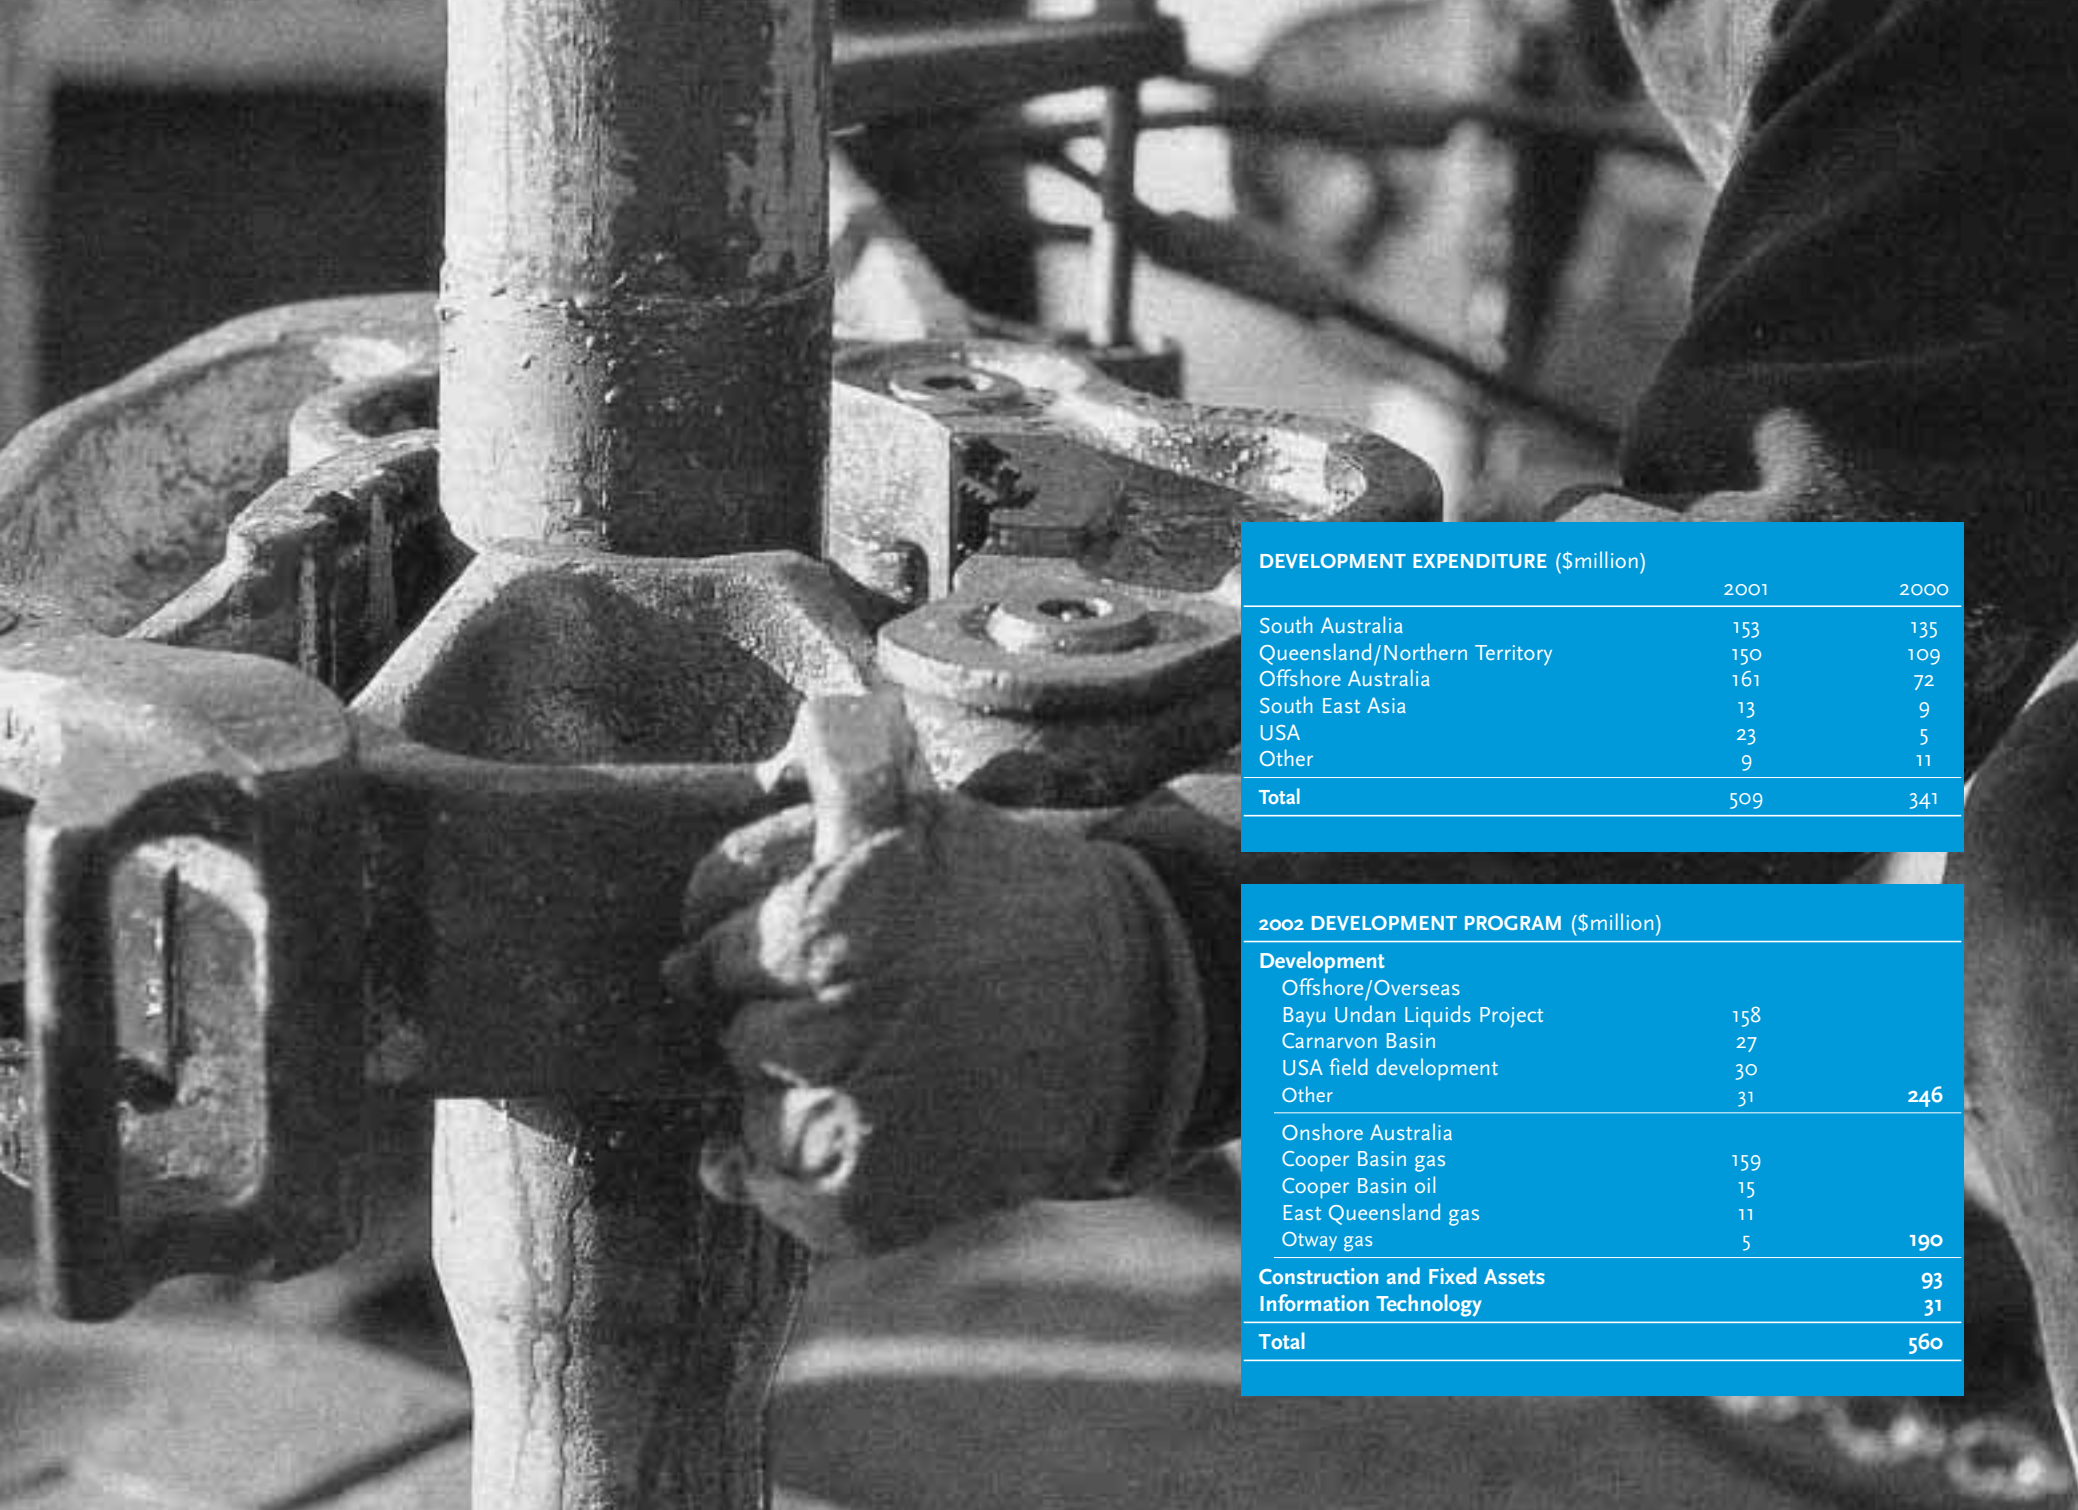 DEVELOPMENT EXPENDITURE ($million)
2001 2000
South Australia 153 135
Queensland/Northern Territory 150 109
Offshore Australia 161 72
South East Asia 13 9
USA 23 5
Other 9 11
Total 509 341
2002 DEVELOPMENT PROGRAM ($million)
Development
Offshore/Overseas
Bayu Undan Liquids Project 158
Carnarvon Basin 27
USA field development 30
Other 31 246
Onshore Australia
Cooper Basin gas 159
Cooper Basin oil 15
East Queensland gas 11
Otway gas 5 190
Construction and Fixed Assets 93
Information Technology 31
Total 560